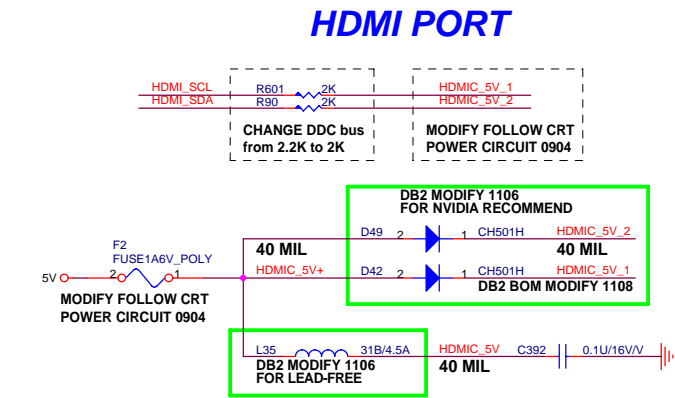 HDMI PORT
HDMI_SCL R601 2K HDMIC_5V_1
HDMI_SDA R90 2K HDMIC_5V_2
CHANGE DDC bus
from 2.2K to 2K
MODIFY FOLLOW CRT
POWER CIRCUIT 0904
DB2 MODIFY 1106
FOR NVIDIA RECOMMEND
D49 2 1 CH501H HDMIC_5V_2
40 MIL 40 MIL
F2
FUSE1A6V_POLY
5V 2 1 HDMIC_5V+ D42 2 1 CH501H HDMIC_5V_1
DB2 BOM MODIFY 1108
MODIFY FOLLOW CRT
POWER CIRCUIT 0904
L35 31B/4.5A HDMIC_5V C392 0.1U/16V/V
DB2 MODIFY 1106
FOR LEAD-FREE
40 MIL